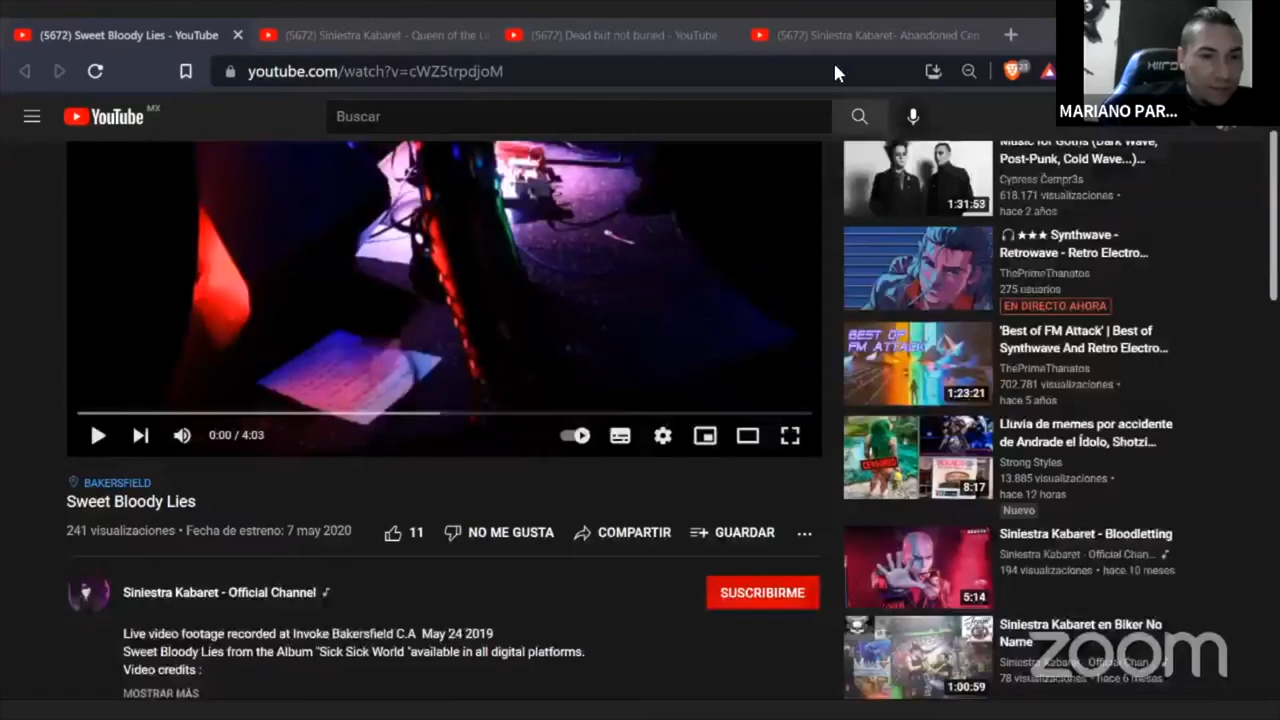 (5672) Sweet Bloody Lies - YouTube
(5672) Siniestra Kabaret - Queen of the
(5672) Dead but not buried - YouTube
(5672) Siniestra Kabaret- Abandoned Cen
youtube.com/watch?v=cWZ5trpdjoM
23
HIRO
MARIANO PAR...
YouTube MX
Buscar
0:00 / 4:03
BAKERSFIELD
Sweet Bloody Lies
241 visualizaciones • Fecha de estreno: 7 may 2020
11
NO ME GUSTA
COMPARTIR
GUARDAR
Siniestra Kabaret - Official Channel
SUSCRIBIRME
Live video footage recorded at Invoke Bakersfield C.A May 24 2019
Sweet Bloody Lies from the Album "Sick Sick World "available in all digital platforms.
Video credits :
MOSTRAR MÁS
1:31:53
Music for Goths (Dark Wave,
Post-Punk, Cold Wave...)...
Cypress Čempr3s
618.171 visualizaciones •
hace 2 años
★★★ Synthwave -
Retrowave - Retro Electro...
ThePrimeThanatos
275 usuarios
EN DIRECTO AHORA
BEST OF
FM ATTACK
1:23:21
'Best of FM Attack' | Best of
Synthwave And Retro Electro...
ThePrimeThanatos
702.781 visualizaciones •
hace 5 años
CENSORED
8:17
Lluvia de memes por accidente
de Andrade el Ídolo, Shotzi...
Strong Styles
13.885 visualizaciones •
hace 12 horas
Nuevo
5:14
Siniestra Kabaret - Bloodletting
Siniestra Kabaret - Official Chan...
194 visualizaciones • hace 10 meses
1:00:59
Siniestra Kabaret en Biker No
Name
Siniestra Kabaret - Official Chan...
78 visualizaciones • hace 6 meses
zoom